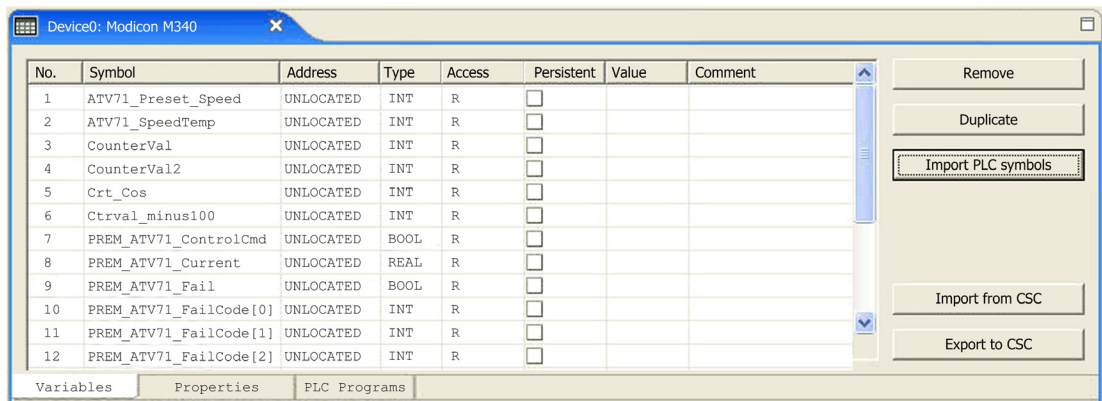 Device0: Modicon M340
No. Symbol Address Type Access Persistent Value Comment
1 ATV71_Preset_Speed UNLOCATED INT R
2 ATV71_SpeedTemp UNLOCATED INT R
3 CounterVal UNLOCATED INT R
4 CounterVal2 UNLOCATED INT R
5 Crt_Cos UNLOCATED INT R
6 Ctrval_minus100 UNLOCATED INT R
7 PREM_ATV71_ControlCmd UNLOCATED BOOL R
8 PREM_ATV71_Current UNLOCATED REAL R
9 PREM_ATV71_Fail UNLOCATED BOOL R
10 PREM_ATV71_FailCode[0] UNLOCATED INT R
11 PREM_ATV71_FailCode[1] UNLOCATED INT R
12 PREM_ATV71_FailCode[2] UNLOCATED INT R
Remove
Duplicate
Import PLC symbols
Import from CSC
Export to CSC
Variables Properties PLC Programs